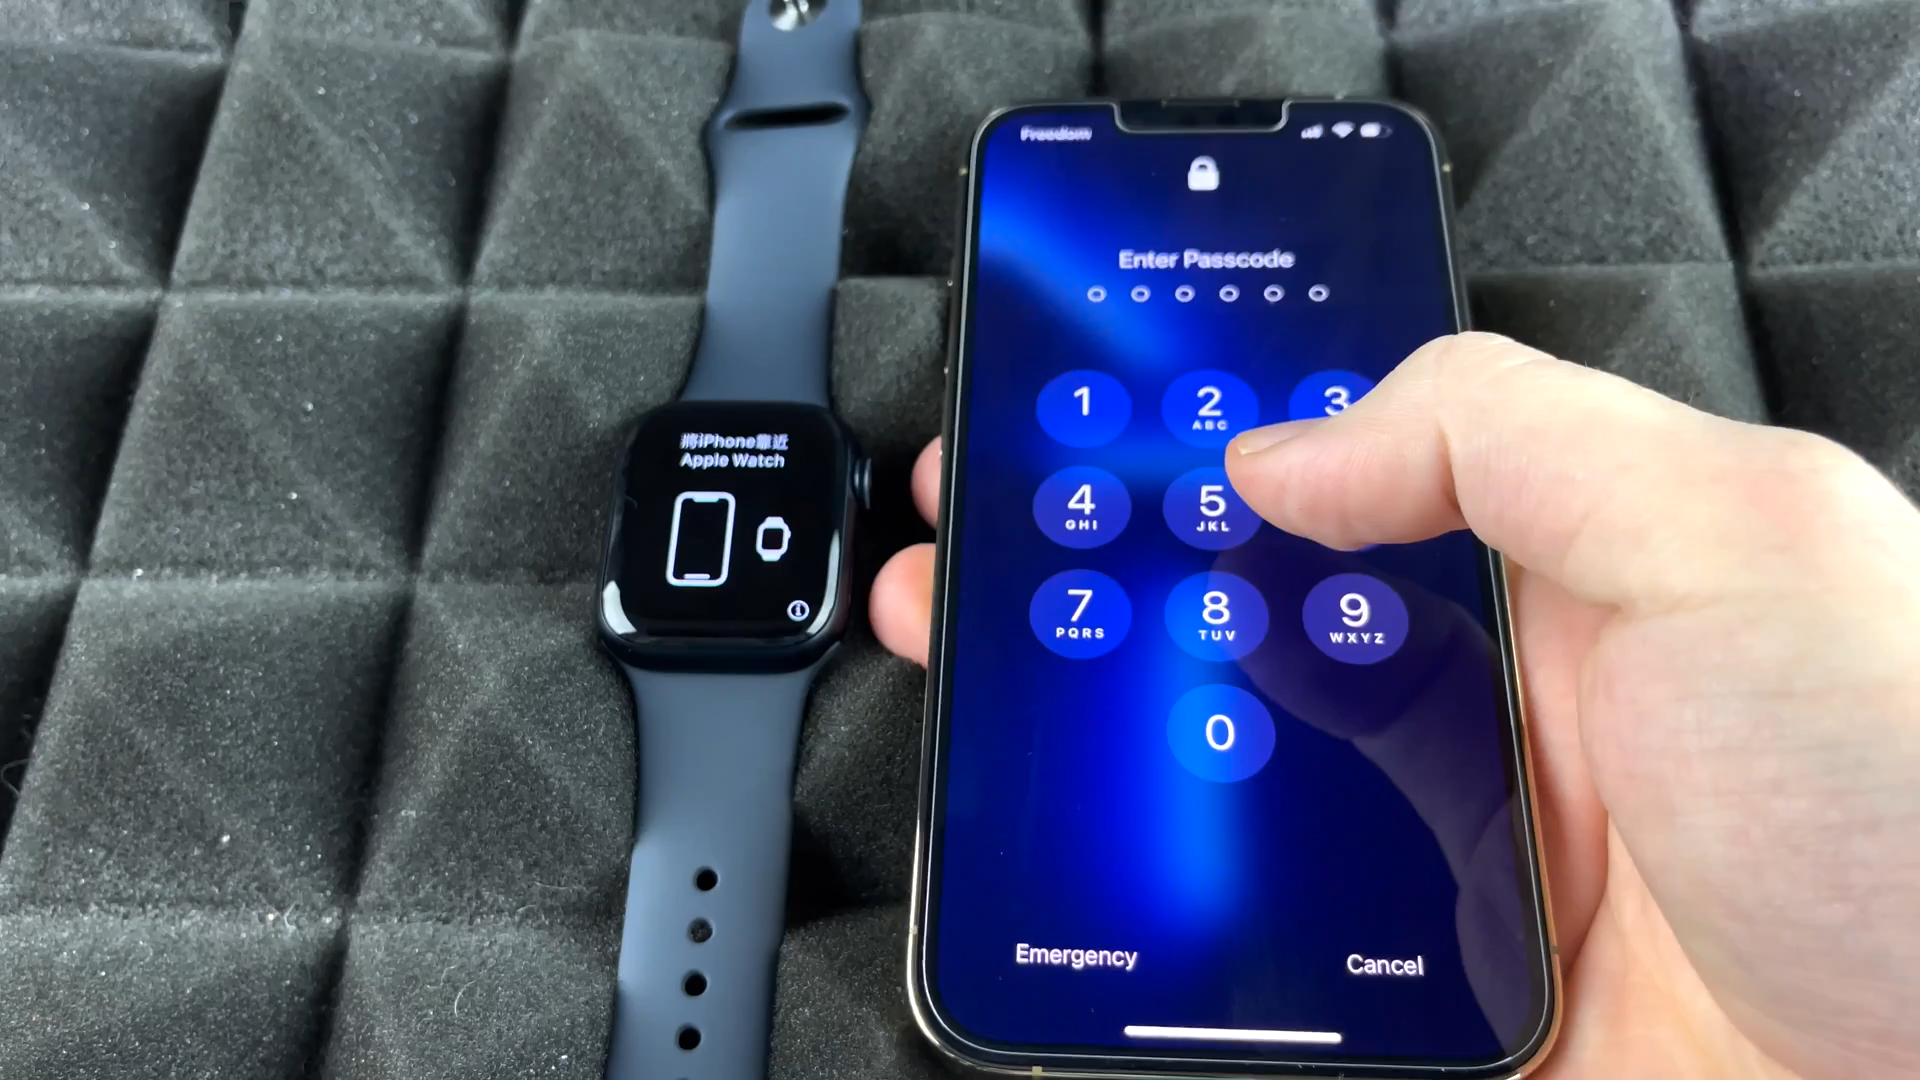 將iPhone靠近
Apple Watch
Freedom
Enter Passcode
1
2
ABC
3
4
GHI
5
JKL
7
PQRS
8
TUV
9
WXYZ
0
Emergency
Cancel